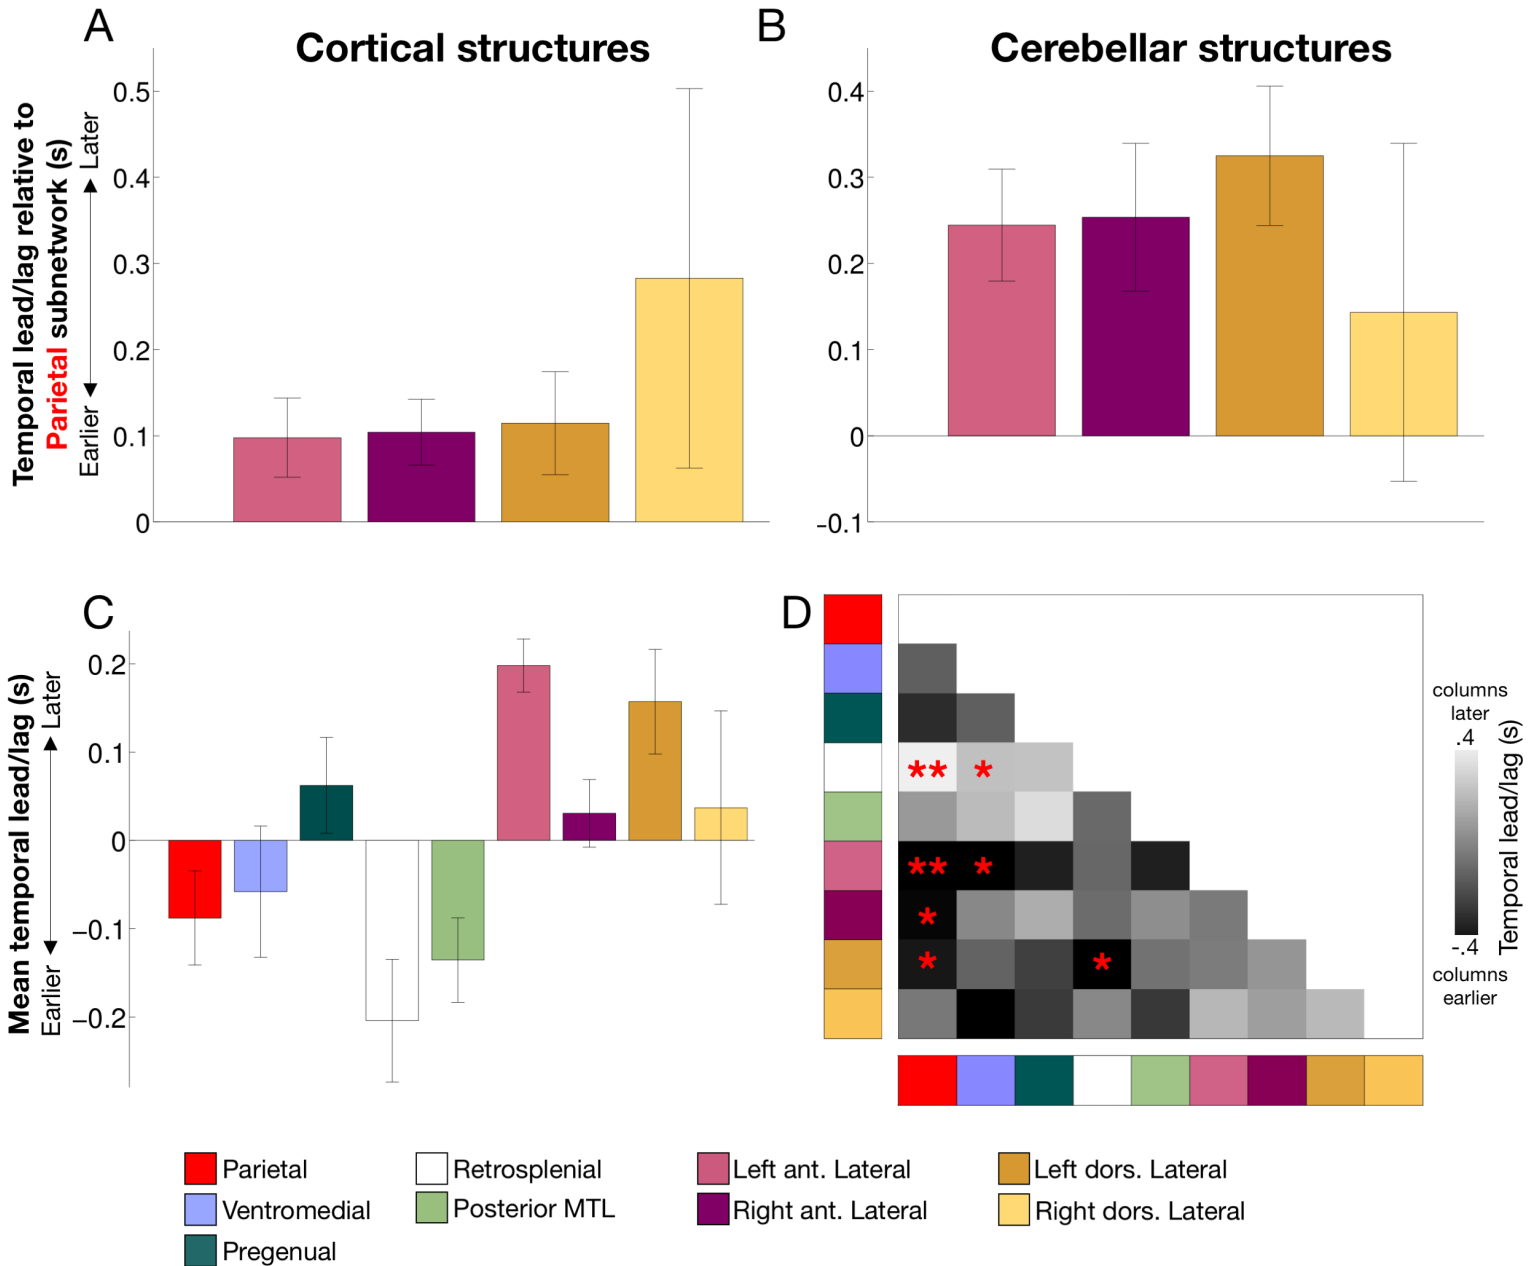 A
Cortical structures
Temporal lead/lag relative to
Parietal subnetwork (s)
Earlier
Later
0.5
0.4
0.3
0.2
0.1
0
B
Cerebellar structures
0.4
0.3
0.2
0.1
0
−0.1
C
Mean temporal lead/lag (s)
Earlier
Later
0.2
0.1
0
−0.1
−0.2
D
**
*
**
*
*
*
*
columns
later
.4
-.4
columns
earlier
Temporal lead/lag (s)
Parietal
Ventromedial
Pregenual
Retrosplenial
Posterior MTL
Left ant. Lateral
Right ant. Lateral
Left dors. Lateral
Right dors. Lateral